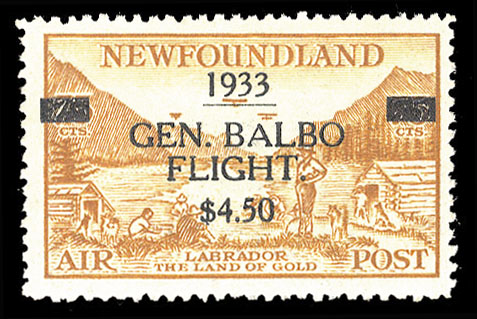 NEWFOUNDLAND
1933
75 CTS. 75 CTS.
GEN. BALBO
FLIGHT.
$4.50
LABRADOR
AIR THE LAND OF GOLD POST